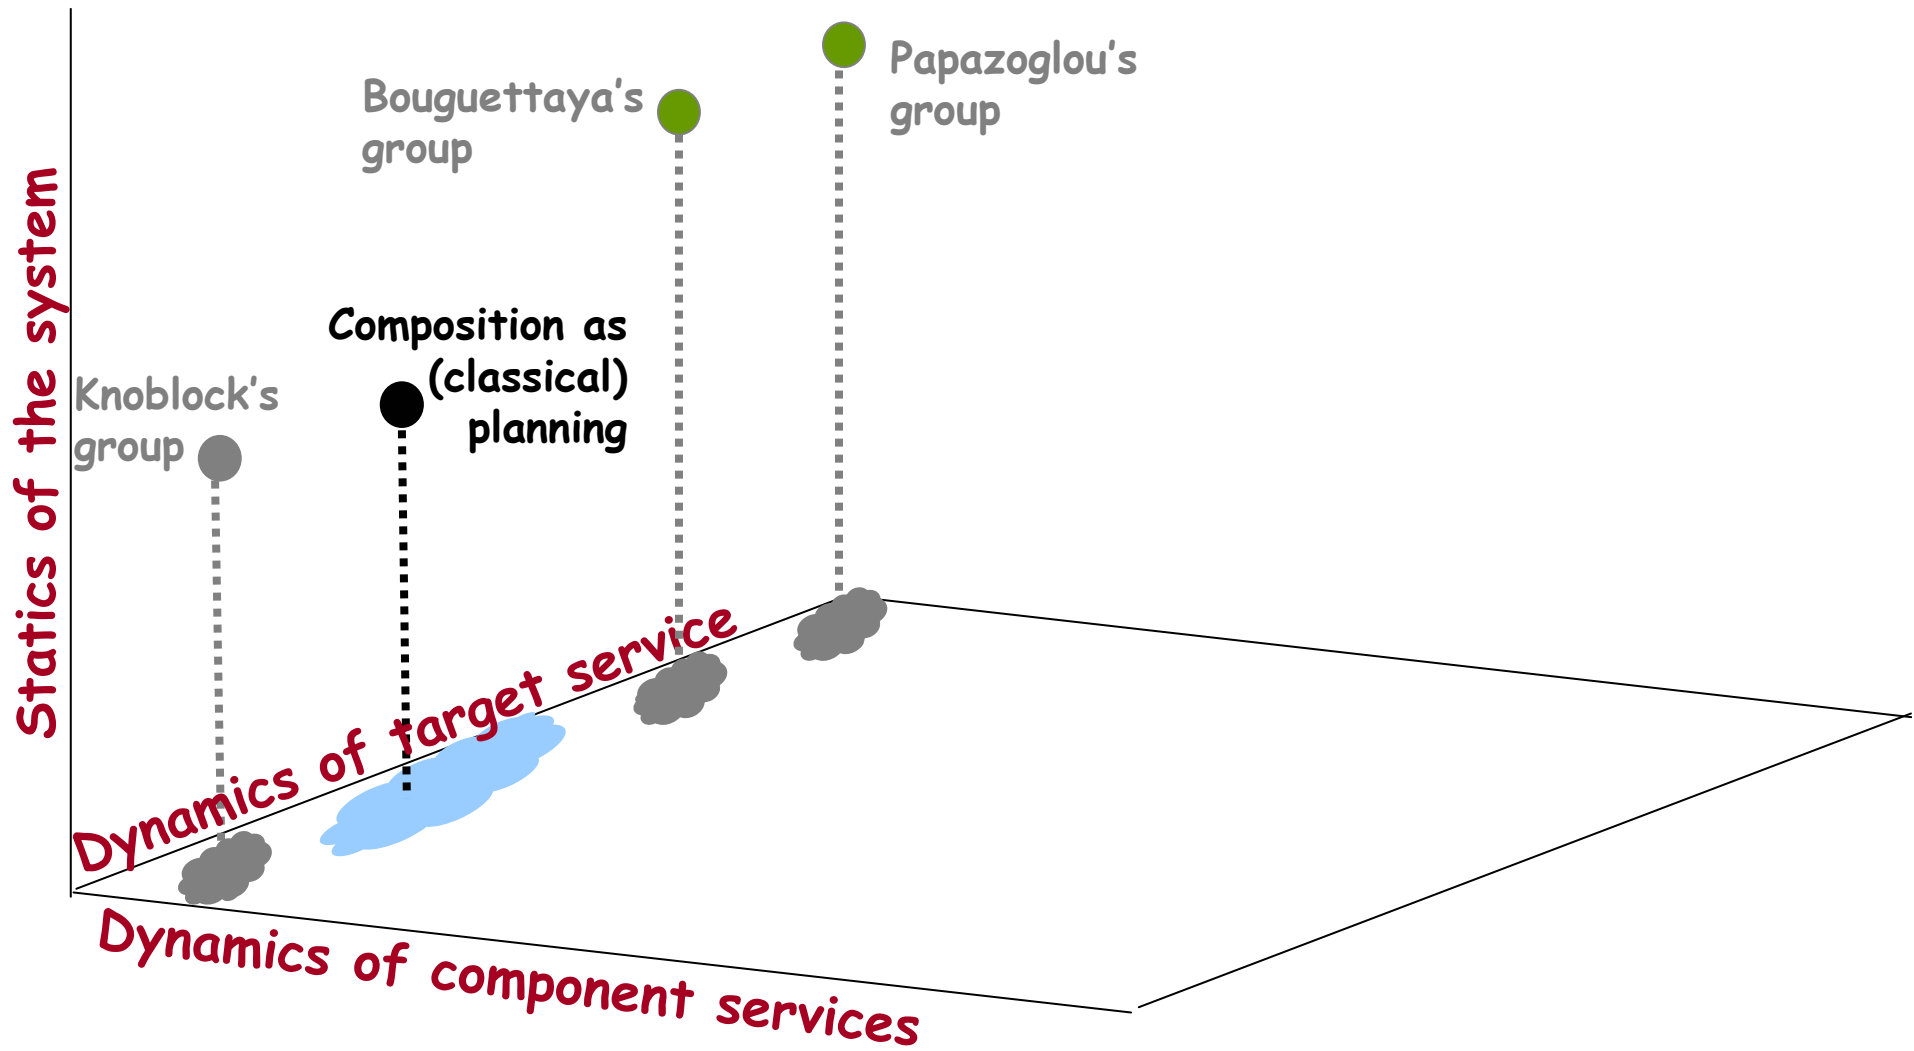 Papazoglou's
group
Bouguettaya's
group
Composition as
(classical)
planning
Knoblock's
group
Statics of the system
Dynamics of target service
Dynamics of component services